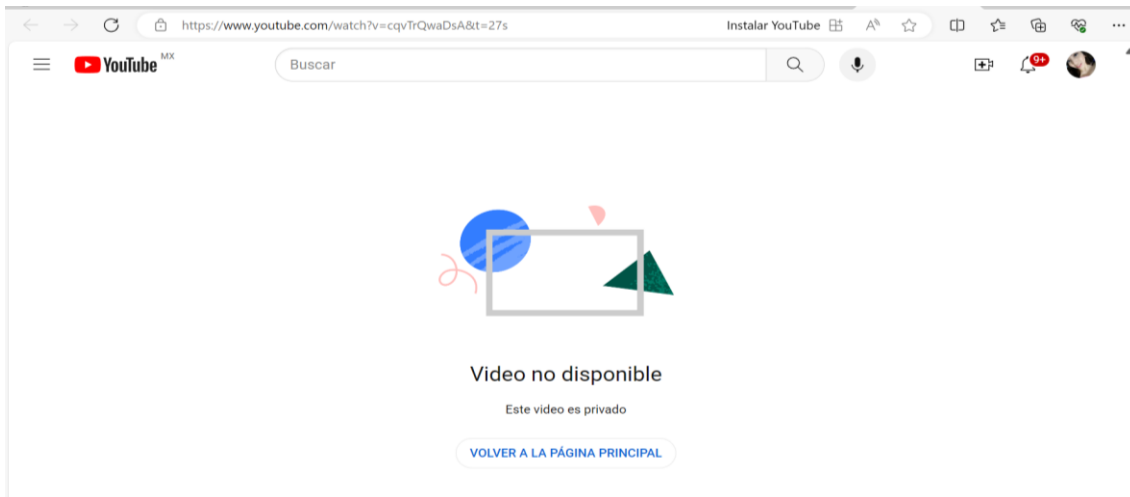 https://www.youtube.com/watch?v=cqvTrQwaDsA&t=27s Instalar YouTube
YouTube MX
Buscar
9+
Video no disponible
Este video es privado
VOLVER A LA PÁGINA PRINCIPAL